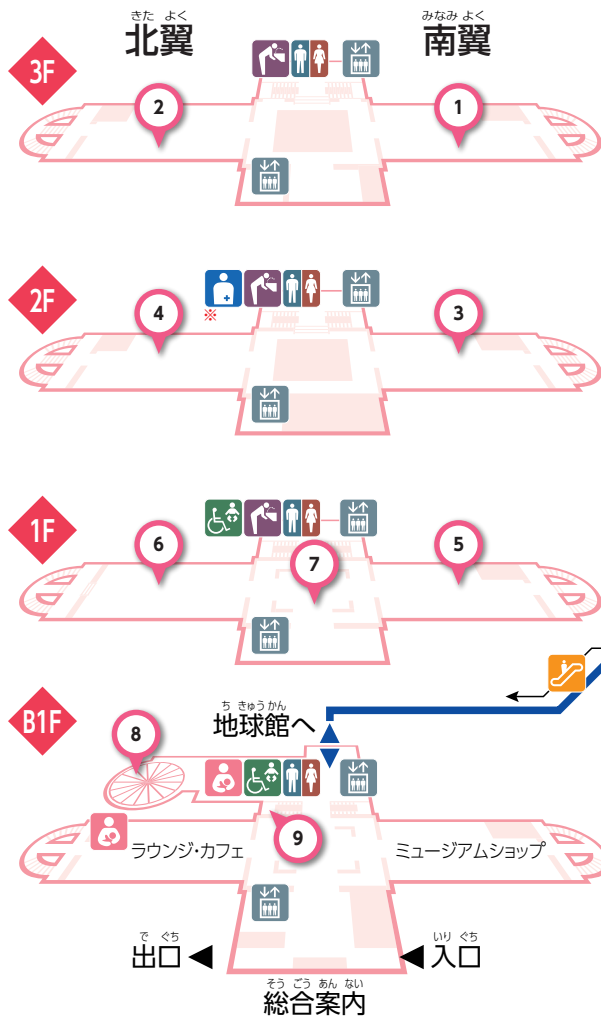 きた よく
北翼
みなみ よく
南翼
3F
2
1
2F
※
4
3
1F
6
7
5
B1F
ち きゅうかん
地球館へ
8
9
ラウンジ・カフェ
ミュージアムショップ
で ぐち
出口◀
いり ぐち
◀入口
そう ごう あん ない
総合案内